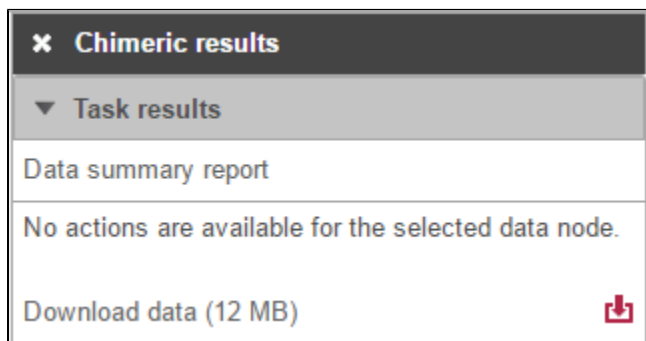 Chimeric results
Task results
Data summary report
No actions are available for the selected data node.
Download data (12 MB)